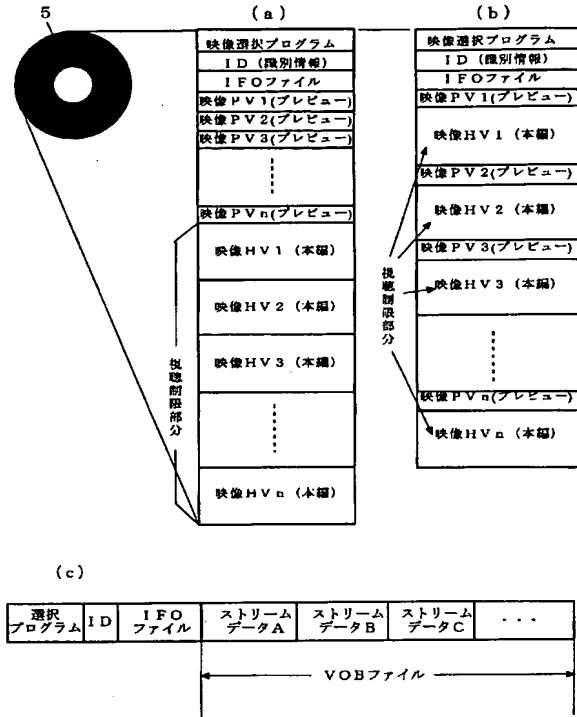 5
(a)
映像選択プログラム
ID (識別情報)
IFOファイル
映像PV1(プレビュー)
映像PV2(プレビュー)
映像PV3(プレビュー)
映像PVn(プレビュー)
映像HV1 (本編)
映像HV2 (本編)
映像HV3 (本編)
映像HVn (本編)
視聴制限部分
(b)
映像選択プログラム
ID (識別情報)
IFOファイル
映像PV1(プレビュー)
映像HV1 (本編)
映像PV2(プレビュー)
映像HV2 (本編)
映像PV3(プレビュー)
映像HV3 (本編)
映像PVn(プレビュー)
映像HVn (本編)
視聴制限部分
(c)
選択
プログラム
ID
IFO
ファイル
ストリーム
データA
ストリーム
データB
ストリーム
データC
・・・
VOBファイル